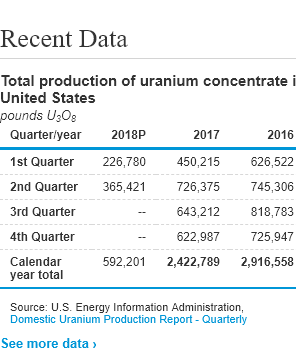 Recent Data
Total production of uranium concentrate i
United States
pounds U3O8
Quarter/year 2018P 2017 2016
1st Quarter 226,780 450,215 626,522
2nd Quarter 365,421 726,375 745,306
3rd Quarter -- 643,212 818,783
4th Quarter -- 622,987 725,947
Calendar
year total 592,201 2,422,789 2,916,558
Source: U.S. Energy Information Administration,
Domestic Uranium Production Report - Quarterly
See more data ›